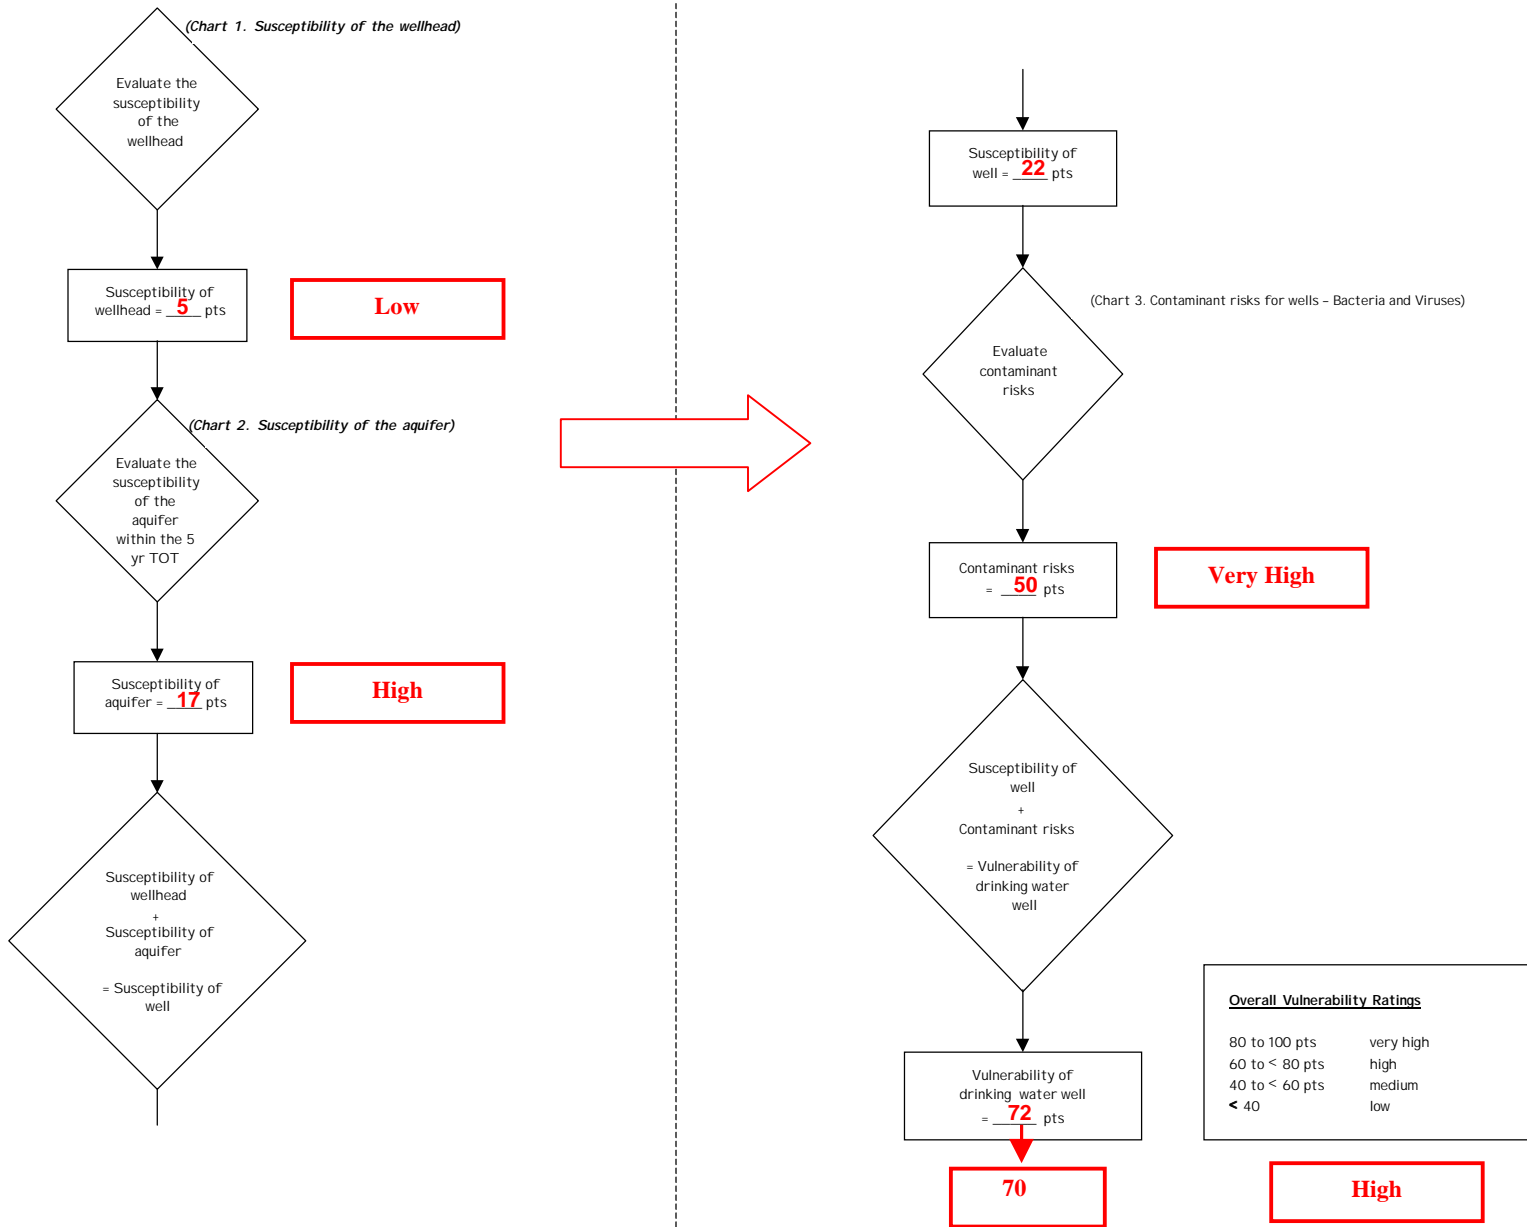 (Chart 1. Susceptibility of the wellhead)
Evaluate the
susceptibility
of the
wellhead
Susceptibility of
wellhead = 5 pts
Low
(Chart 2. Susceptibility of the aquifer)
Evaluate the
susceptibility
of the
aquifer
within the 5
yr TOT
Susceptibility of
aquifer = 17 pts
High
Susceptibility of
wellhead
+
Susceptibility of
aquifer
= Susceptibility of
well
Susceptibility of
well = 22 pts
(Chart 3. Contaminant risks for wells – Bacteria and Viruses)
Evaluate
contaminant
risks
Contaminant risks
= 50 pts
Very High
Susceptibility of
well
+
Contaminant risks
= Vulnerability of
drinking water
well
Vulnerability of
drinking water well
= 72 pts
70
Overall Vulnerability Ratings
80 to 100 pts very high
60 to < 80 pts high
40 to < 60 pts medium
< 40 low
High